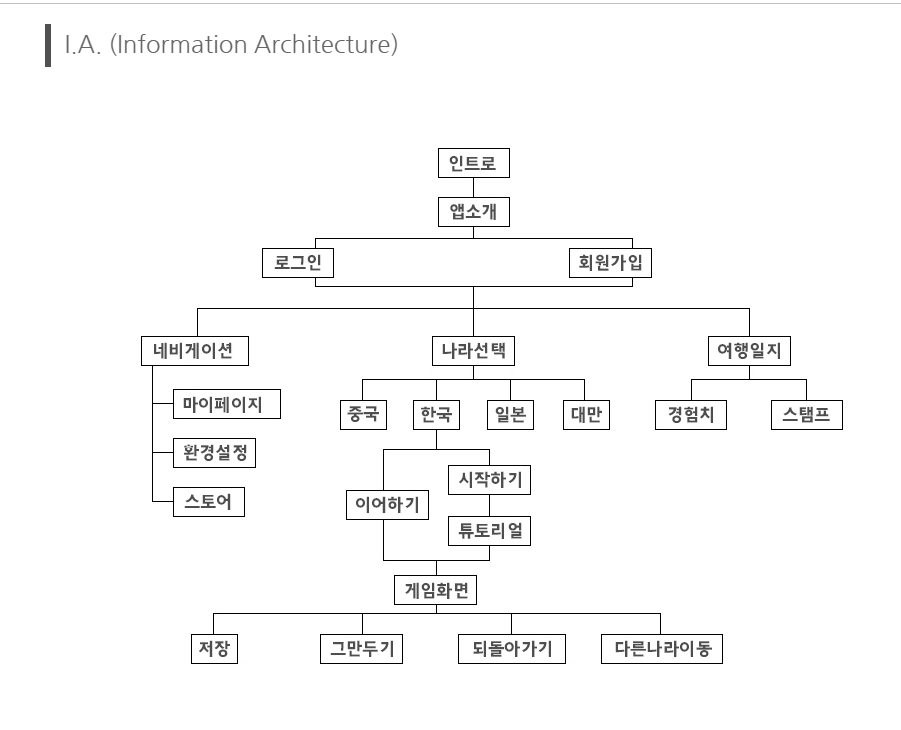 I.A. (Information Architecture)
인트로
앱소개
로그인
회원가입
네비게이션
나라선택
여행일지
마이페이지
환경설정
스토어
중국
한국
일본
대만
경험치
스탬프
이어하기
시작하기
튜토리얼
게임화면
저장
그만두기
되돌아가기
다른나라이동